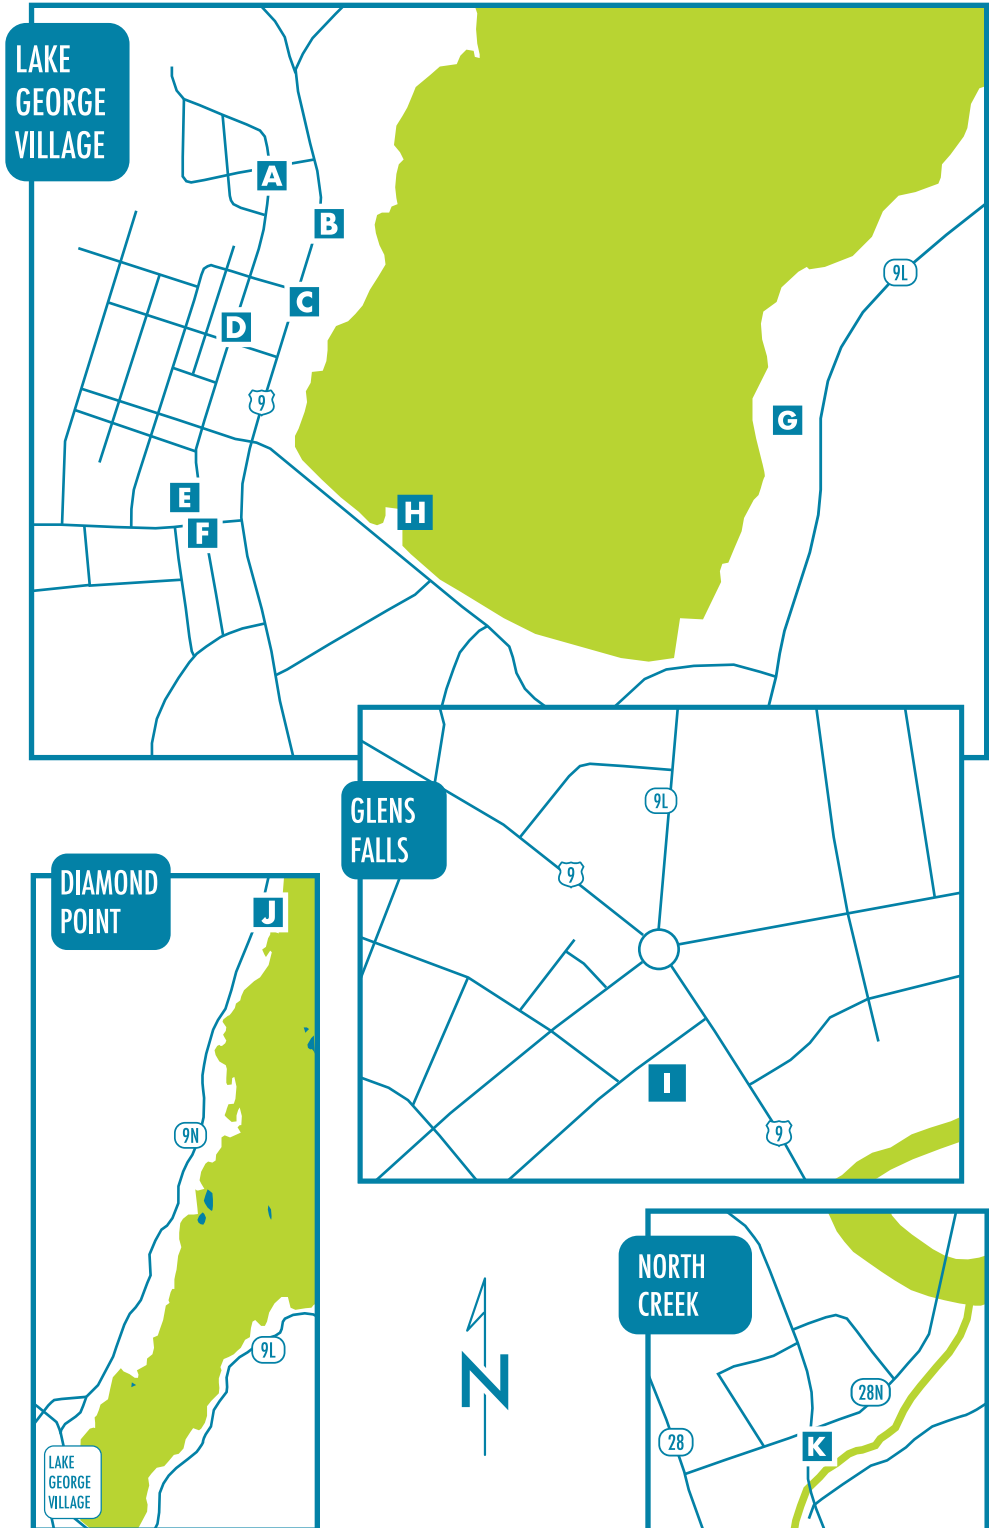 LAKE
GEORGE
VILLAGE
A
B
9L
C
D
9
G
E
H
F
GLENS
FALLS
9L
9
I
9
DIAMOND
POINT
J
9N
9L
LAKE
GEORGE
VILLAGE
N
NORTH
CREEK
28N
28
K